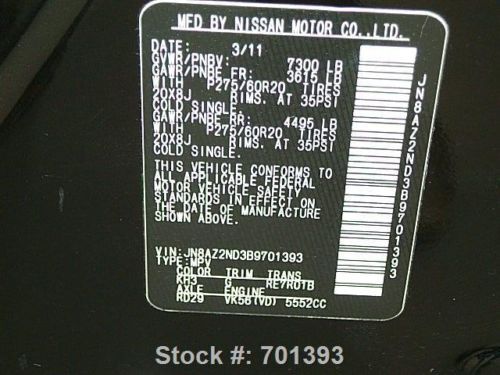 MFD BY NISSAN MOTOR CO.,LTD.
DATE: 3/11
GVWR/PNBV: 7300 LB
GAWR/PNBE FR: 3615 LB
WITH P275/60R20 TIRES
20X8J RIMS. AT 35PSI
COLD SINGLE.
GAWR/PNBE-RR: 4495 LB
WITH P275/60R20 TIRES
20X8J RIMS. AT 35PSI
COLD SINGLE.
THIS VEHICLE CONFORMS TO
ALL APPLICABLE FEDERAL
MOTOR VEHICLE SAFETY
STANDARDS IN EFFECT ON
THE DATE OF MANUFACTURE
SHOWN ABOVE.
VIN: JN8AZ2ND3B9701393
TYPE: MPV
COLOR TRIM TRANS
KH3 G RE7R01B
AXLE ENGINE
RD29 VK56(VD) 5552CC
JN8AZ2ND3B9701393
Stock #: 701393